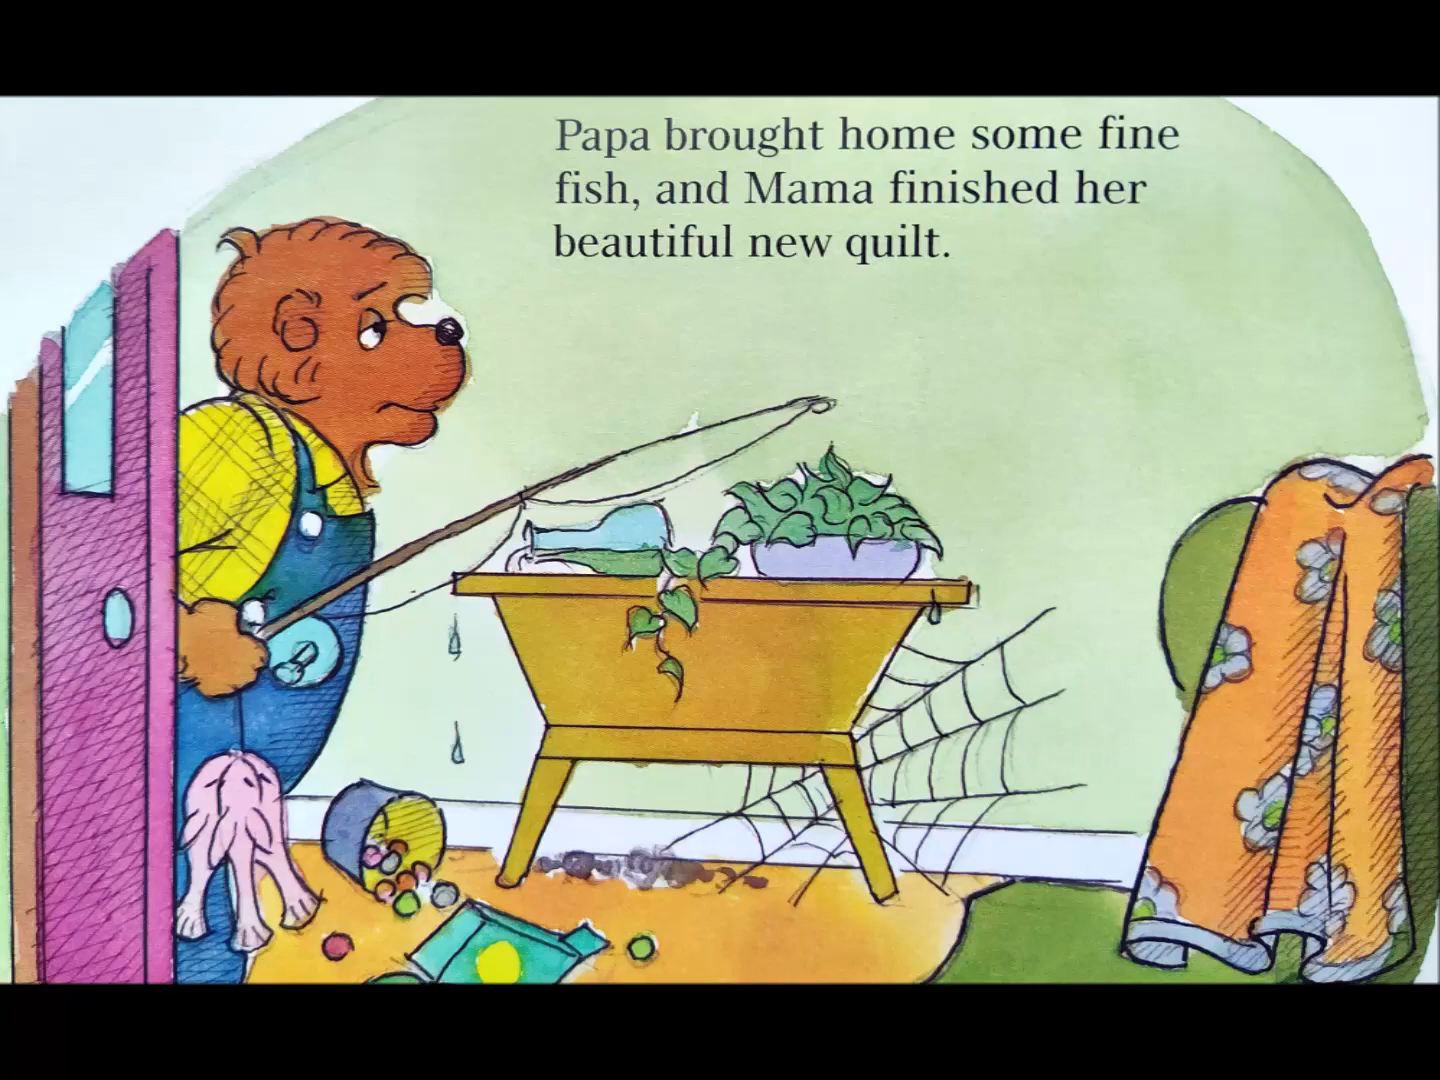 Papa brought home some fine
fish, and Mama finished her
beautiful new quilt.